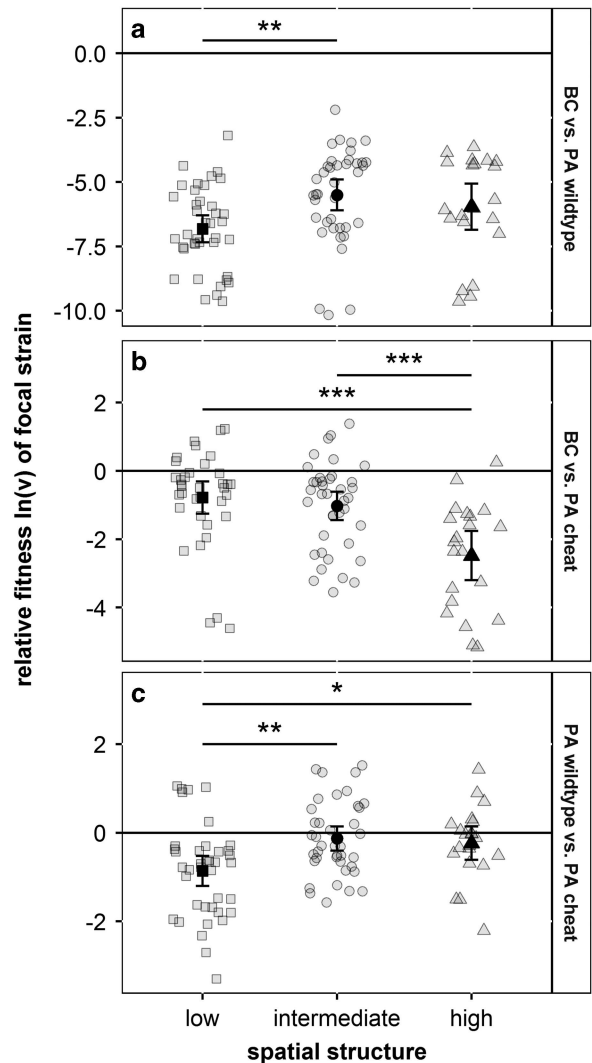 relative fitness ln(v) of focal strain
a
**
0.0
-2.5
-5.0
-7.5
-10.0
BC vs. PA wildtype
b
***
***
2
0
-2
-4
BC vs. PA cheat
c
*
**
2
0
-2
PA wildtype vs. PA cheat
low intermediate high
spatial structure